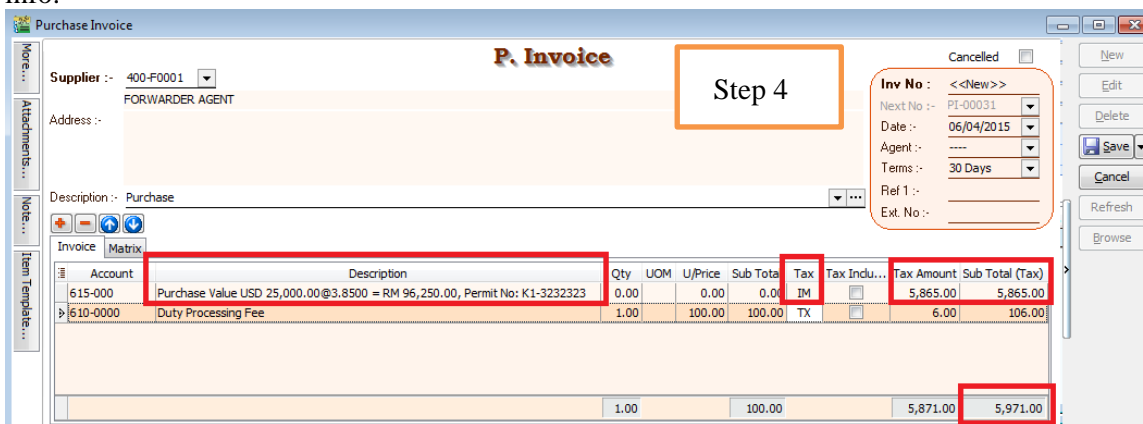 info.
Purchase Invoice
More...
Attachments...
Note...
Item Template...
P. Invoice
Step 4
Cancelled
Supplier :- 400-F0001
FORWARDER AGENT
Address :-
Inv No : <<New>>
Next No :- PI-00031
Date :- 06/04/2015
Agent :- ----
Terms :- 30 Days
Ref 1 :-
Ext. No :-
Description :- Purchase
New
Edit
Delete
Save
Cancel
Refresh
Browse
Invoice Matrix
Account Description Qty UOM U/Price Sub Total Tax Tax Inclu... Tax Amount Sub Total (Tax)
615-000 Purchase Value USD 25,000.00@3.8500 = RM 96,250.00, Permit No: K1-3232323 0.00 0.00 0.00 IM 5,865.00 5,865.00
610-0000 Duty Processing Fee 1.00 100.00 100.00 TX 6.00 106.00
1.00 100.00 5,871.00 5,971.00